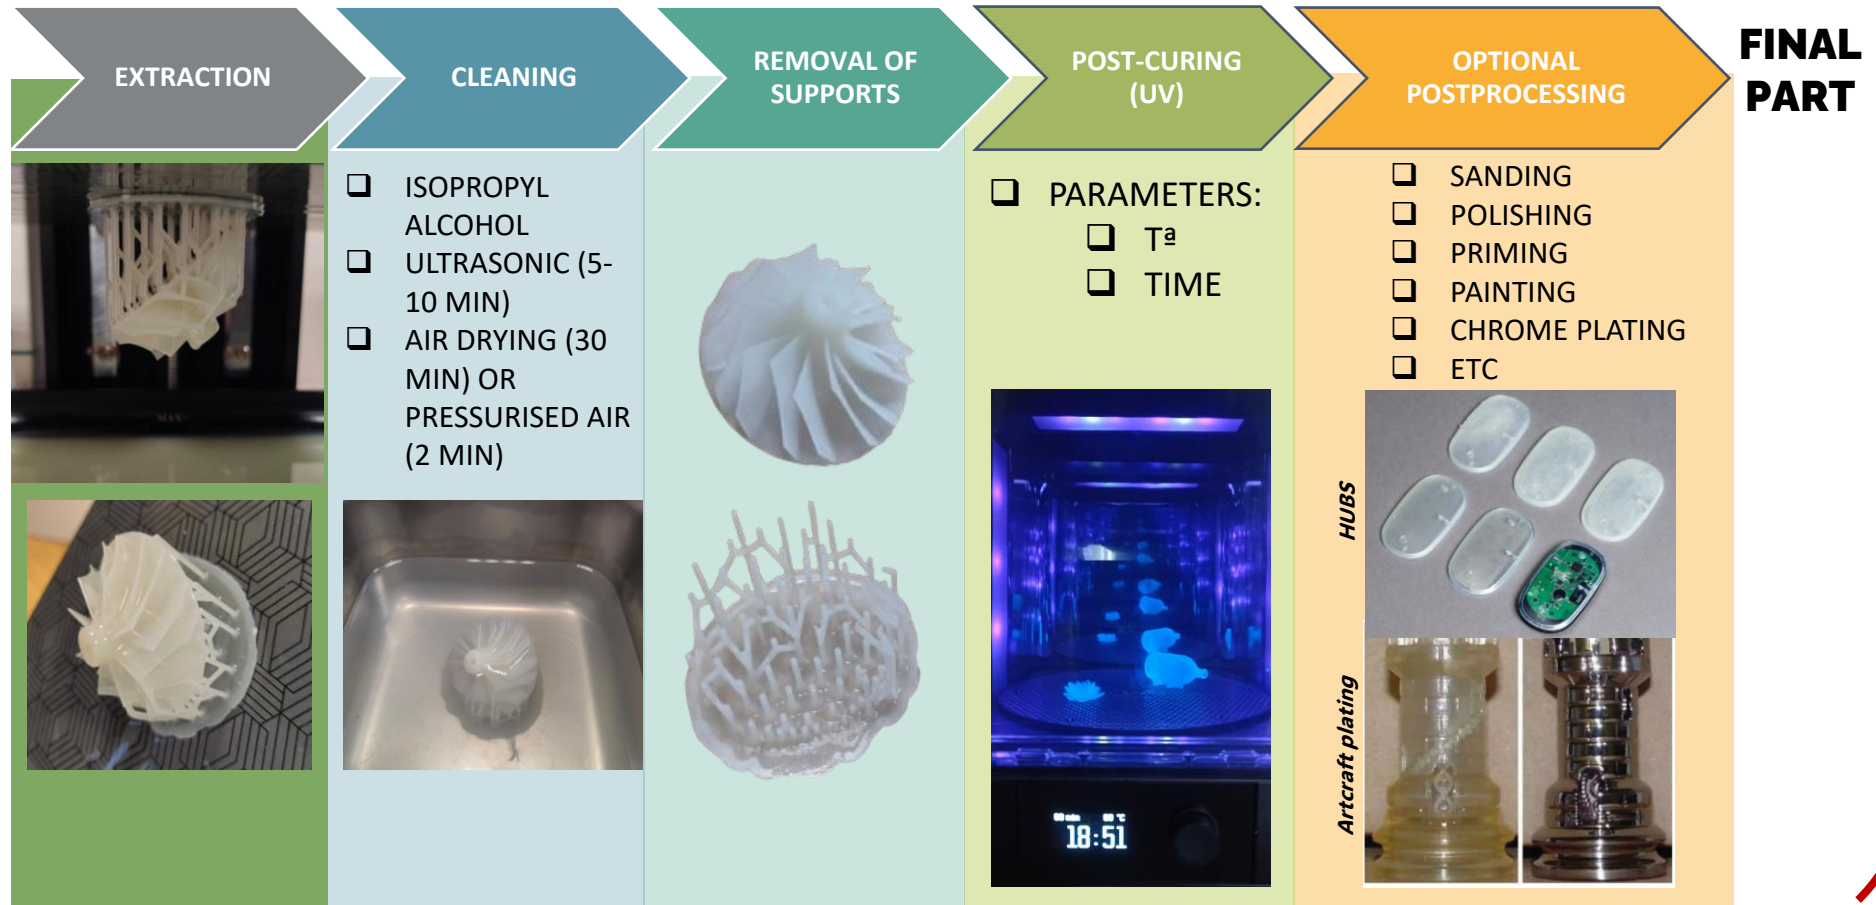 EXTRACTION
CLEANING
REMOVAL OF
SUPPORTS
POST-CURING
(UV)
OPTIONAL
POSTPROCESSING
FINAL
PART
❑ ISOPROPYL
ALCOHOL
❑ ULTRASONIC (5-
10 MIN)
❑ AIR DRYING (30
MIN) OR
PRESSURISED AIR
(2 MIN)
❑ PARAMETERS:
❑ Tª
❑ TIME
❑ SANDING
❑ POLISHING
❑ PRIMING
❑ PAINTING
❑ CHROME PLATING
❑ ETC
MAX
HUBS
Artcraft plating
min °C
18:51